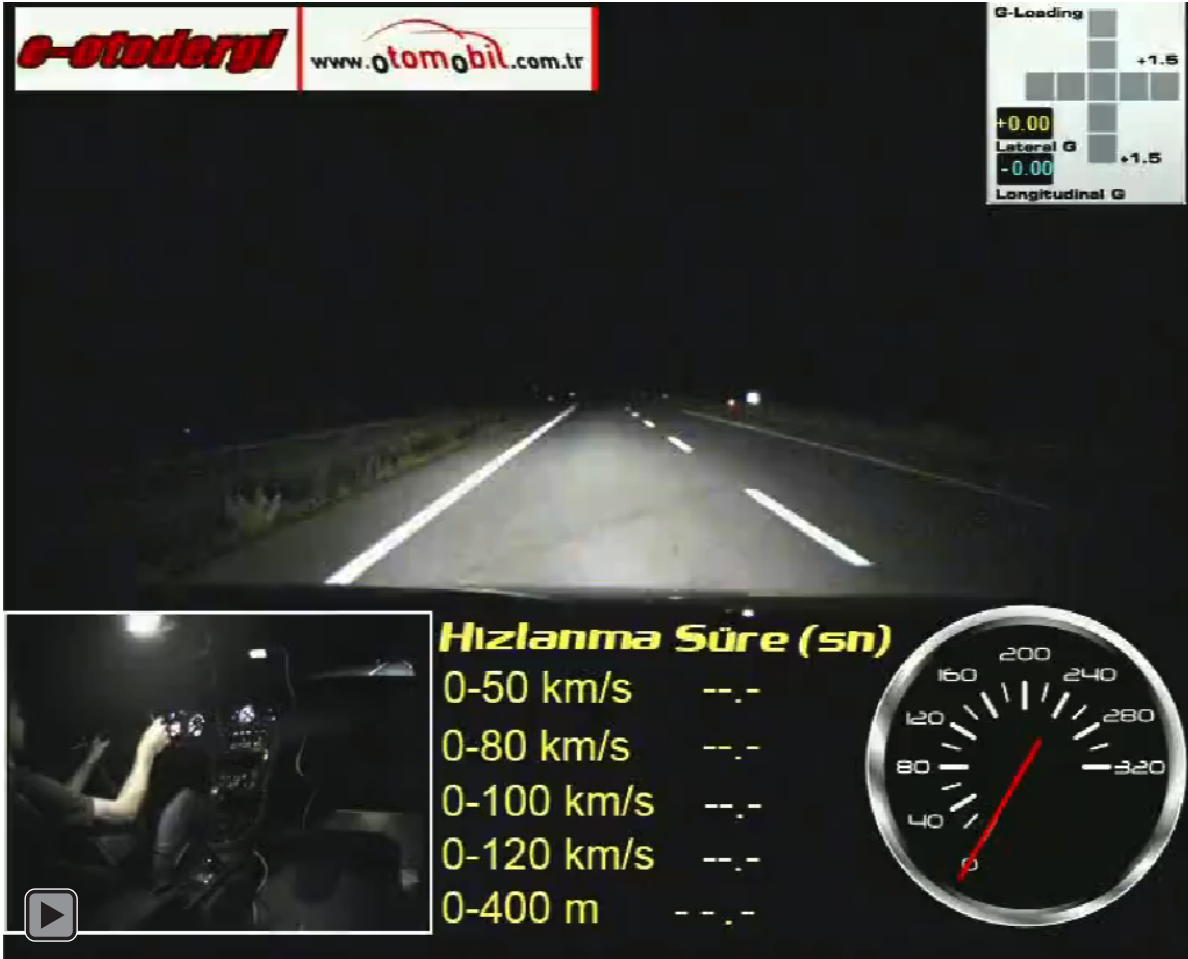 e-otodergi
www.otomobil.com.tr
G-Loading
+1.5
+0.00
Lateral G
+1.5
-0.00
Longitudinal G
Hızlanma Süre (sn)
0-50 km/s --.-
0-80 km/s --.-
0-100 km/s --.-
0-120 km/s --.-
0-400 m --.-
0
40
80
120
160
200
240
280
320